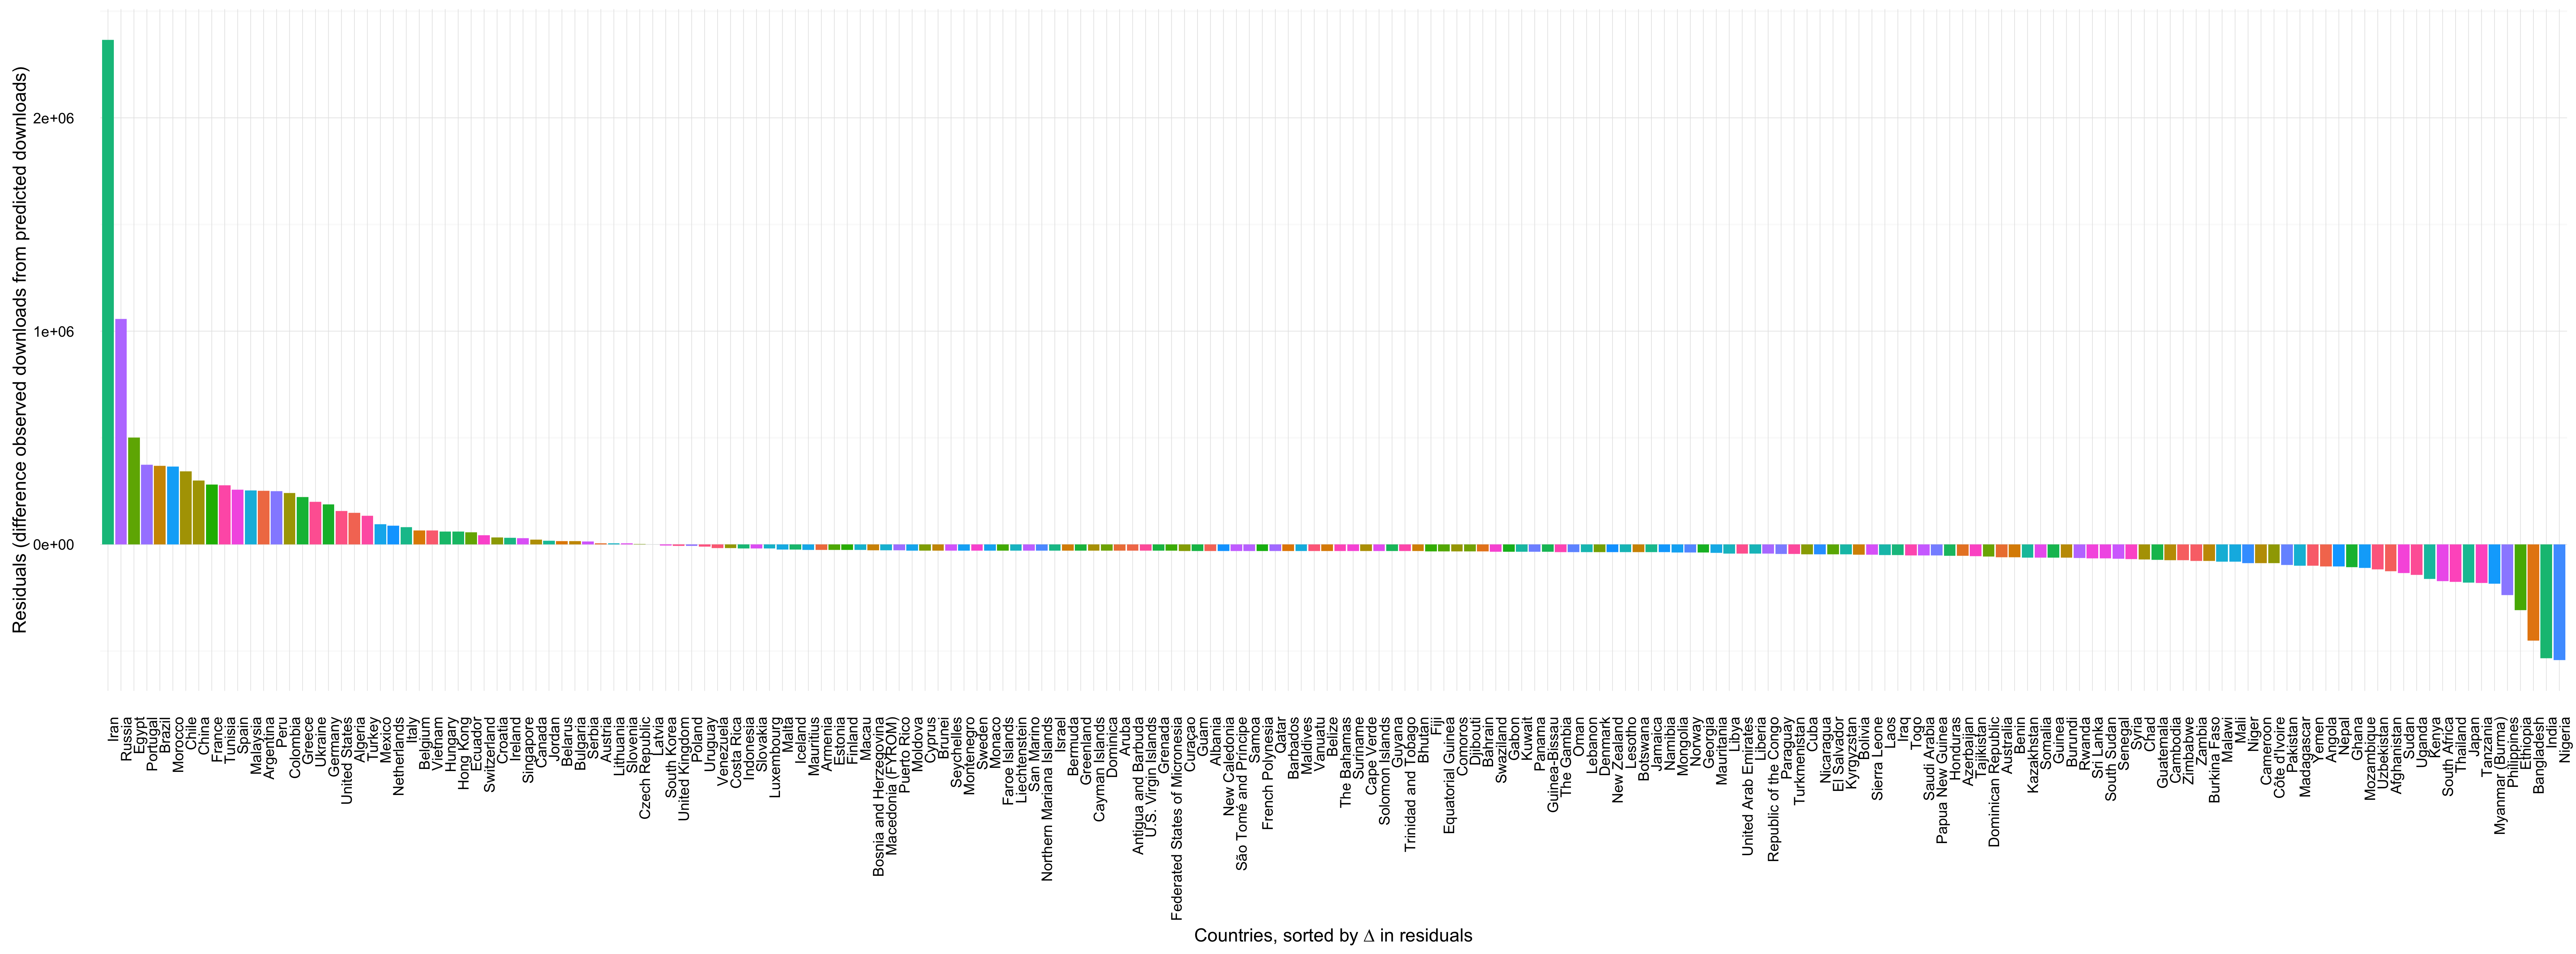 Residuals (difference observed downloads from predicted downloads)
2e+06
1e+06
0e+00
Iran
Russia
Egypt
Portugal
Brazil
Morocco
Chile
China
France
Tunisia
Spain
Malaysia
Argentina
Peru
Colombia
Greece
Ukraine
Germany
United States
Algeria
Turkey
Mexico
Netherlands
Italy
Belgium
Vietnam
Hungary
Hong Kong
Ecuador
Switzerland
Croatia
Ireland
Singapore
Canada
Jordan
Belarus
Bulgaria
Serbia
Austria
Lithuania
Slovenia
Czech Republic
Latvia
South Korea
United Kingdom
Poland
Uruguay
Venezuela
Costa Rica
Indonesia
Slovakia
Luxembourg
Malta
Iceland
Mauritius
Armenia
Estonia
Finland
Macau
Bosnia and Herzegovina
Macedonia (FYROM)
Puerto Rico
Moldova
Cyprus
Brunei
Seychelles
Montenegro
Sweden
Monaco
Faroe Islands
Liechtenstein
San Marino
Northern Mariana Islands
Israel
Bermuda
Greenland
Cayman Islands
Dominica
Aruba
Antigua and Barbuda
U.S. Virgin Islands
Grenada
Federated States of Micronesia
Curaçao
Guam
Albania
New Caledonia
São Tomé and Príncipe
Samoa
French Polynesia
Qatar
Barbados
Maldives
Vanuatu
Belize
The Bahamas
Suriname
Cape Verde
Solomon Islands
Guyana
Trinidad and Tobago
Bhutan
Fiji
Equatorial Guinea
Comoros
Djibouti
Bahrain
Swaziland
Gabon
Kuwait
Panama
Guinea-Bissau
The Gambia
Oman
Lebanon
Denmark
New Zealand
Lesotho
Botswana
Jamaica
Namibia
Mongolia
Norway
Georgia
Mauritania
Libya
United Arab Emirates
Liberia
Republic of the Congo
Paraguay
Turkmenistan
Cuba
Nicaragua
El Salvador
Kyrgyzstan
Bolivia
Sierra Leone
Laos
Iraq
Togo
Saudi Arabia
Papua New Guinea
Honduras
Azerbaijan
Tajikistan
Dominican Republic
Australia
Benin
Kazakhstan
Somalia
Guinea
Burundi
Rwanda
Sri Lanka
South Sudan
Senegal
Syria
Chad
Guatemala
Cambodia
Zimbabwe
Zambia
Burkina Faso
Malawi
Mali
Niger
Cameroon
Côte d'Ivoire
Pakistan
Madagascar
Yemen
Angola
Nepal
Ghana
Mozambique
Uzbekistan
Afghanistan
Sudan
Uganda
Kenya
South Africa
Thailand
Japan
Tanzania
Myanmar (Burma)
Philippines
Ethiopia
Bangladesh
India
Nigeria
Countries, sorted by Δ in residuals